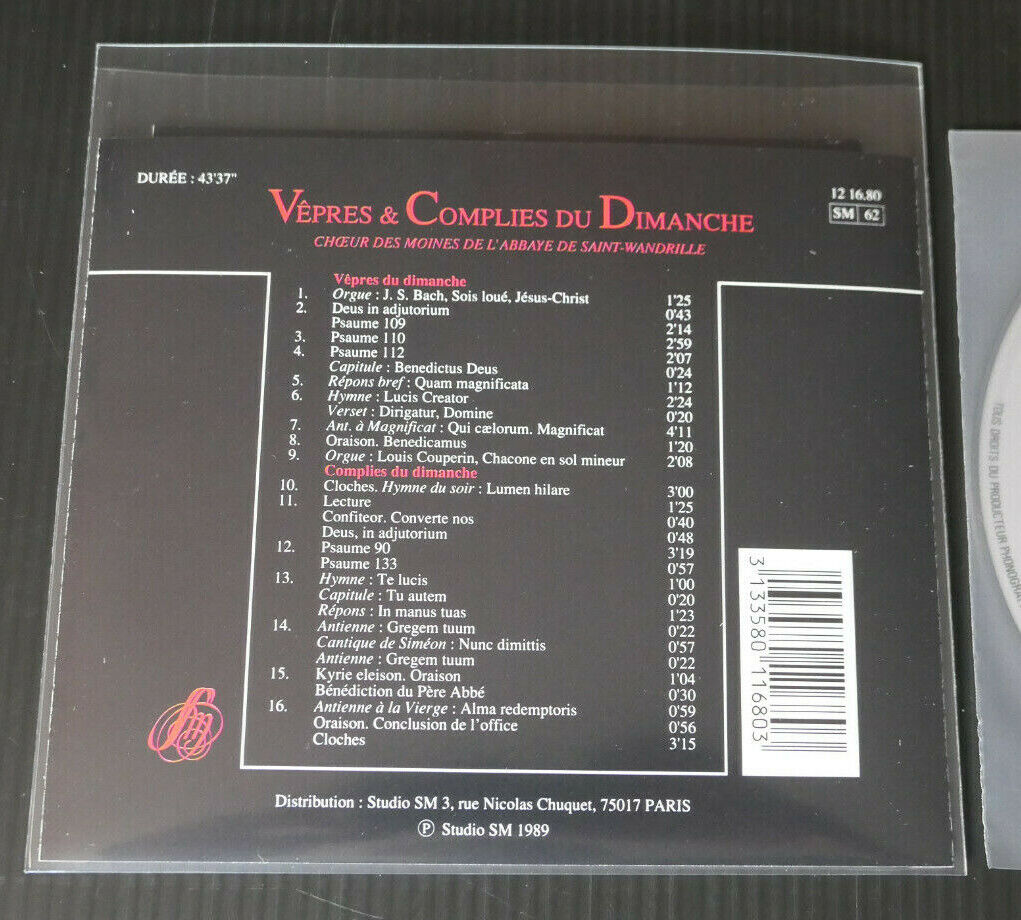 DURÉE : 43'37"
12 16.80
SM 62
VÊPRES & COMPLIES DU DIMANCHE
CHŒUR DES MOINES DE L'ABBAYE DE SAINT-WANDRILLE
Vêpres du dimanche
1. Orgue : J. S. Bach, Sois loué, Jésus-Christ 1'25
2. Deus in adjutorium 0'43
Psaume 109 2'14
3. Psaume 110 2'59
4. Psaume 112 2'07
Capitule : Benedictus Deus 0'24
5. Répons bref : Quam magnificata 1'12
6. Hymne : Lucis Creator 2'24
Verset : Dirigatur, Domine 0'20
7. Ant. à Magnificat : Qui cælorum. Magnificat 4'11
8. Oraison. Benedicamus 1'20
9. Orgue : Louis Couperin, Chacone en sol mineur 2'08
Complies du dimanche
10. Cloches. Hymne du soir : Lumen hilare 3'00
11. Lecture 1'25
Confiteor. Converte nos 0'40
Deus, in adjutorium 0'48
12. Psaume 90 3'19
Psaume 133 0'57
13. Hymne : Te lucis 1'00
Capitule : Tu autem 0'20
Répons : In manus tuas 1'23
14. Antienne : Gregem tuum 0'22
Cantique de Siméon : Nunc dimittis 0'57
Antienne : Gregem tuum 0'22
15. Kyrie eleison. Oraison 1'04
Bénédiction du Père Abbé 0'30
16. Antienne à la Vierge : Alma redemptoris 0'59
Oraison. Conclusion de l'office 0'56
Cloches 3'15
3 133580 116803
Sm
Distribution : Studio SM 3, rue Nicolas Chuquet, 75017 PARIS
Ⓟ Studio SM 1989
TOUS DROITS DU PRODUCTEUR